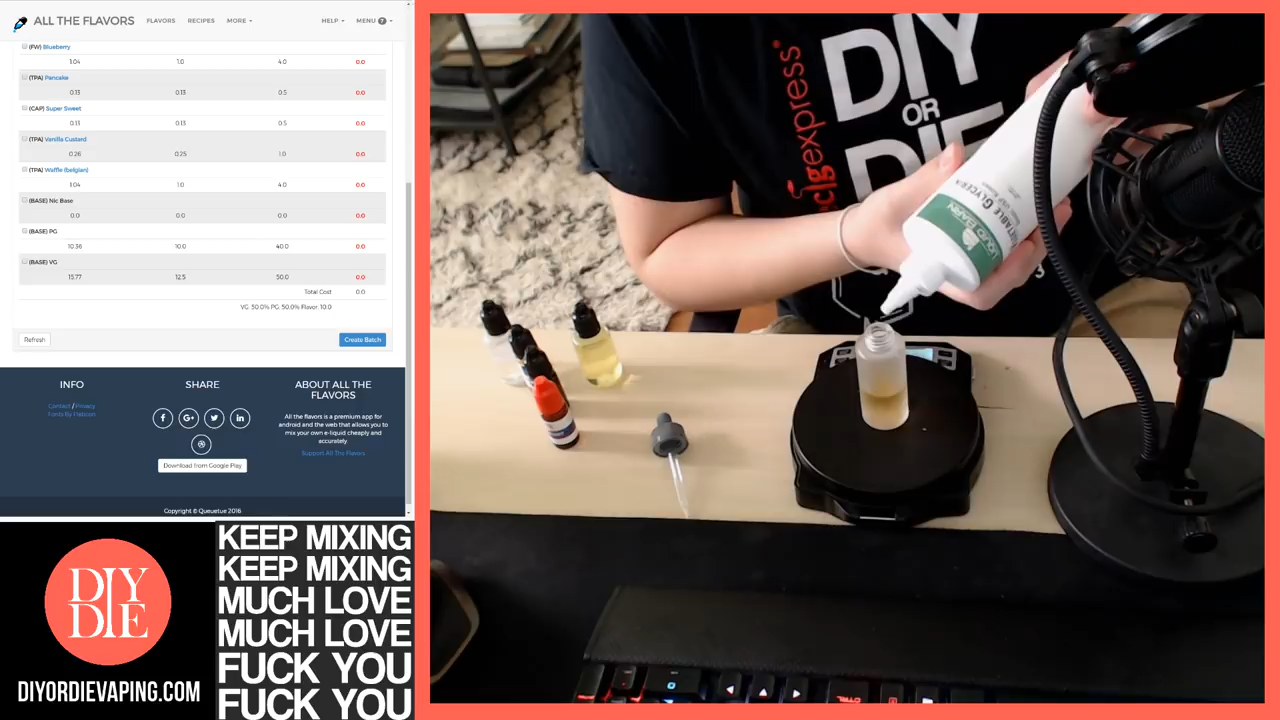 ALL THE FLAVORS
FLAVORS
RECIPES
MORE
HELP
MENU
(FW) Blueberry
1.04 1.0 4.0 0.0
(TPA) Pancake
0.13 0.13 0.5 0.0
(CAP) Super Sweet
0.13 0.13 0.5 0.0
(TPA) Vanilla Custard
0.26 0.25 1.0 0.0
(TPA) Waffle (belgian)
1.04 1.0 4.0 0.0
(BASE) Nic Base
0.0 0.0 0.0 0.0
(BASE) PG
10.36 10.0 40.0 0.0
(BASE) VG
15.77 12.5 50.0 0.0
Total Cost 0.0
VG: 50.0% PG: 50.0% Flavor: 10.0
Refresh
Create Batch
INFO
Contact / Privacy
Fonts By Flaticon
SHARE
Download from Google Play
ABOUT ALL THE
FLAVORS
All the flavors is a premium app for
android and the web that allows you to
mix your own e-liquid cheaply and
accurately
Support All The Flavors
Copyright © Queuetue 2016
DIY
DIE
DIYORDIEVAPING.COM
KEEP MIXING
KEEP MIXING
MUCH LOVE
MUCH LOVE
FUCK YOU
FUCK YOU
DIY
OR
DIE
express
LIQUID BARN